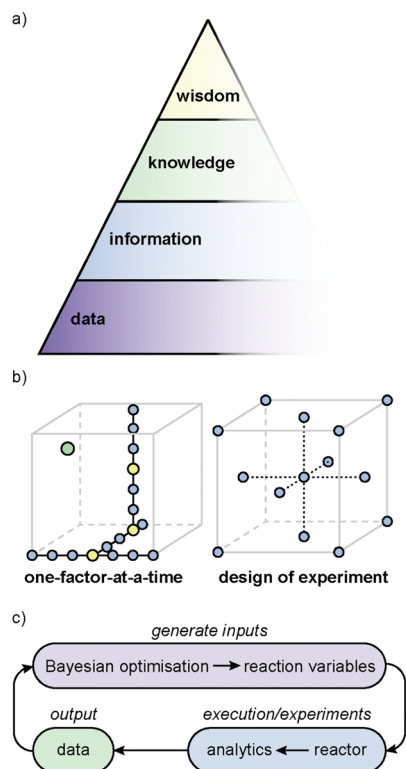 a)
wisdom
knowledge
information
data
b)
one-factor-at-a-time design of experiment
c)
generate inputs
Bayesian optimisation reaction variables
output execution/experiments
data analytics reactor